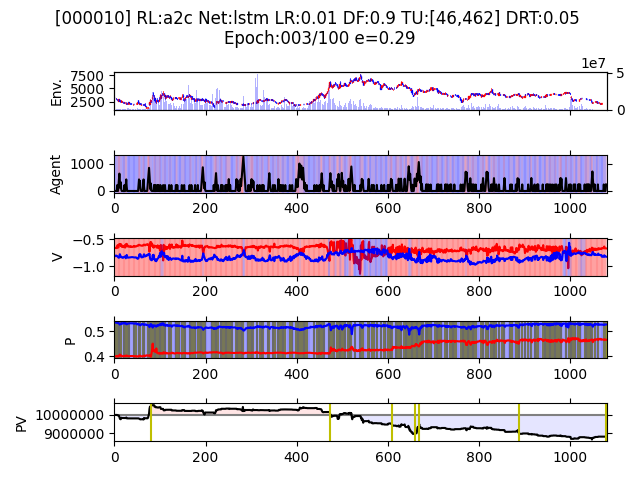 [000010] RL:a2c Net:lstm LR:0.01 DF:0.9 TU:[46,462] DRT:0.05
Epoch:003/100 e=0.29
1e7
7500
5000
2500
Env.
5
0
1000
0
Agent
0 200 400 600 800 1000
−0.5
−1.0
V
0 200 400 600 800 1000
0.5
0.4
P
0 200 400 600 800 1000
10000000
9000000
PV
0 200 400 600 800 1000